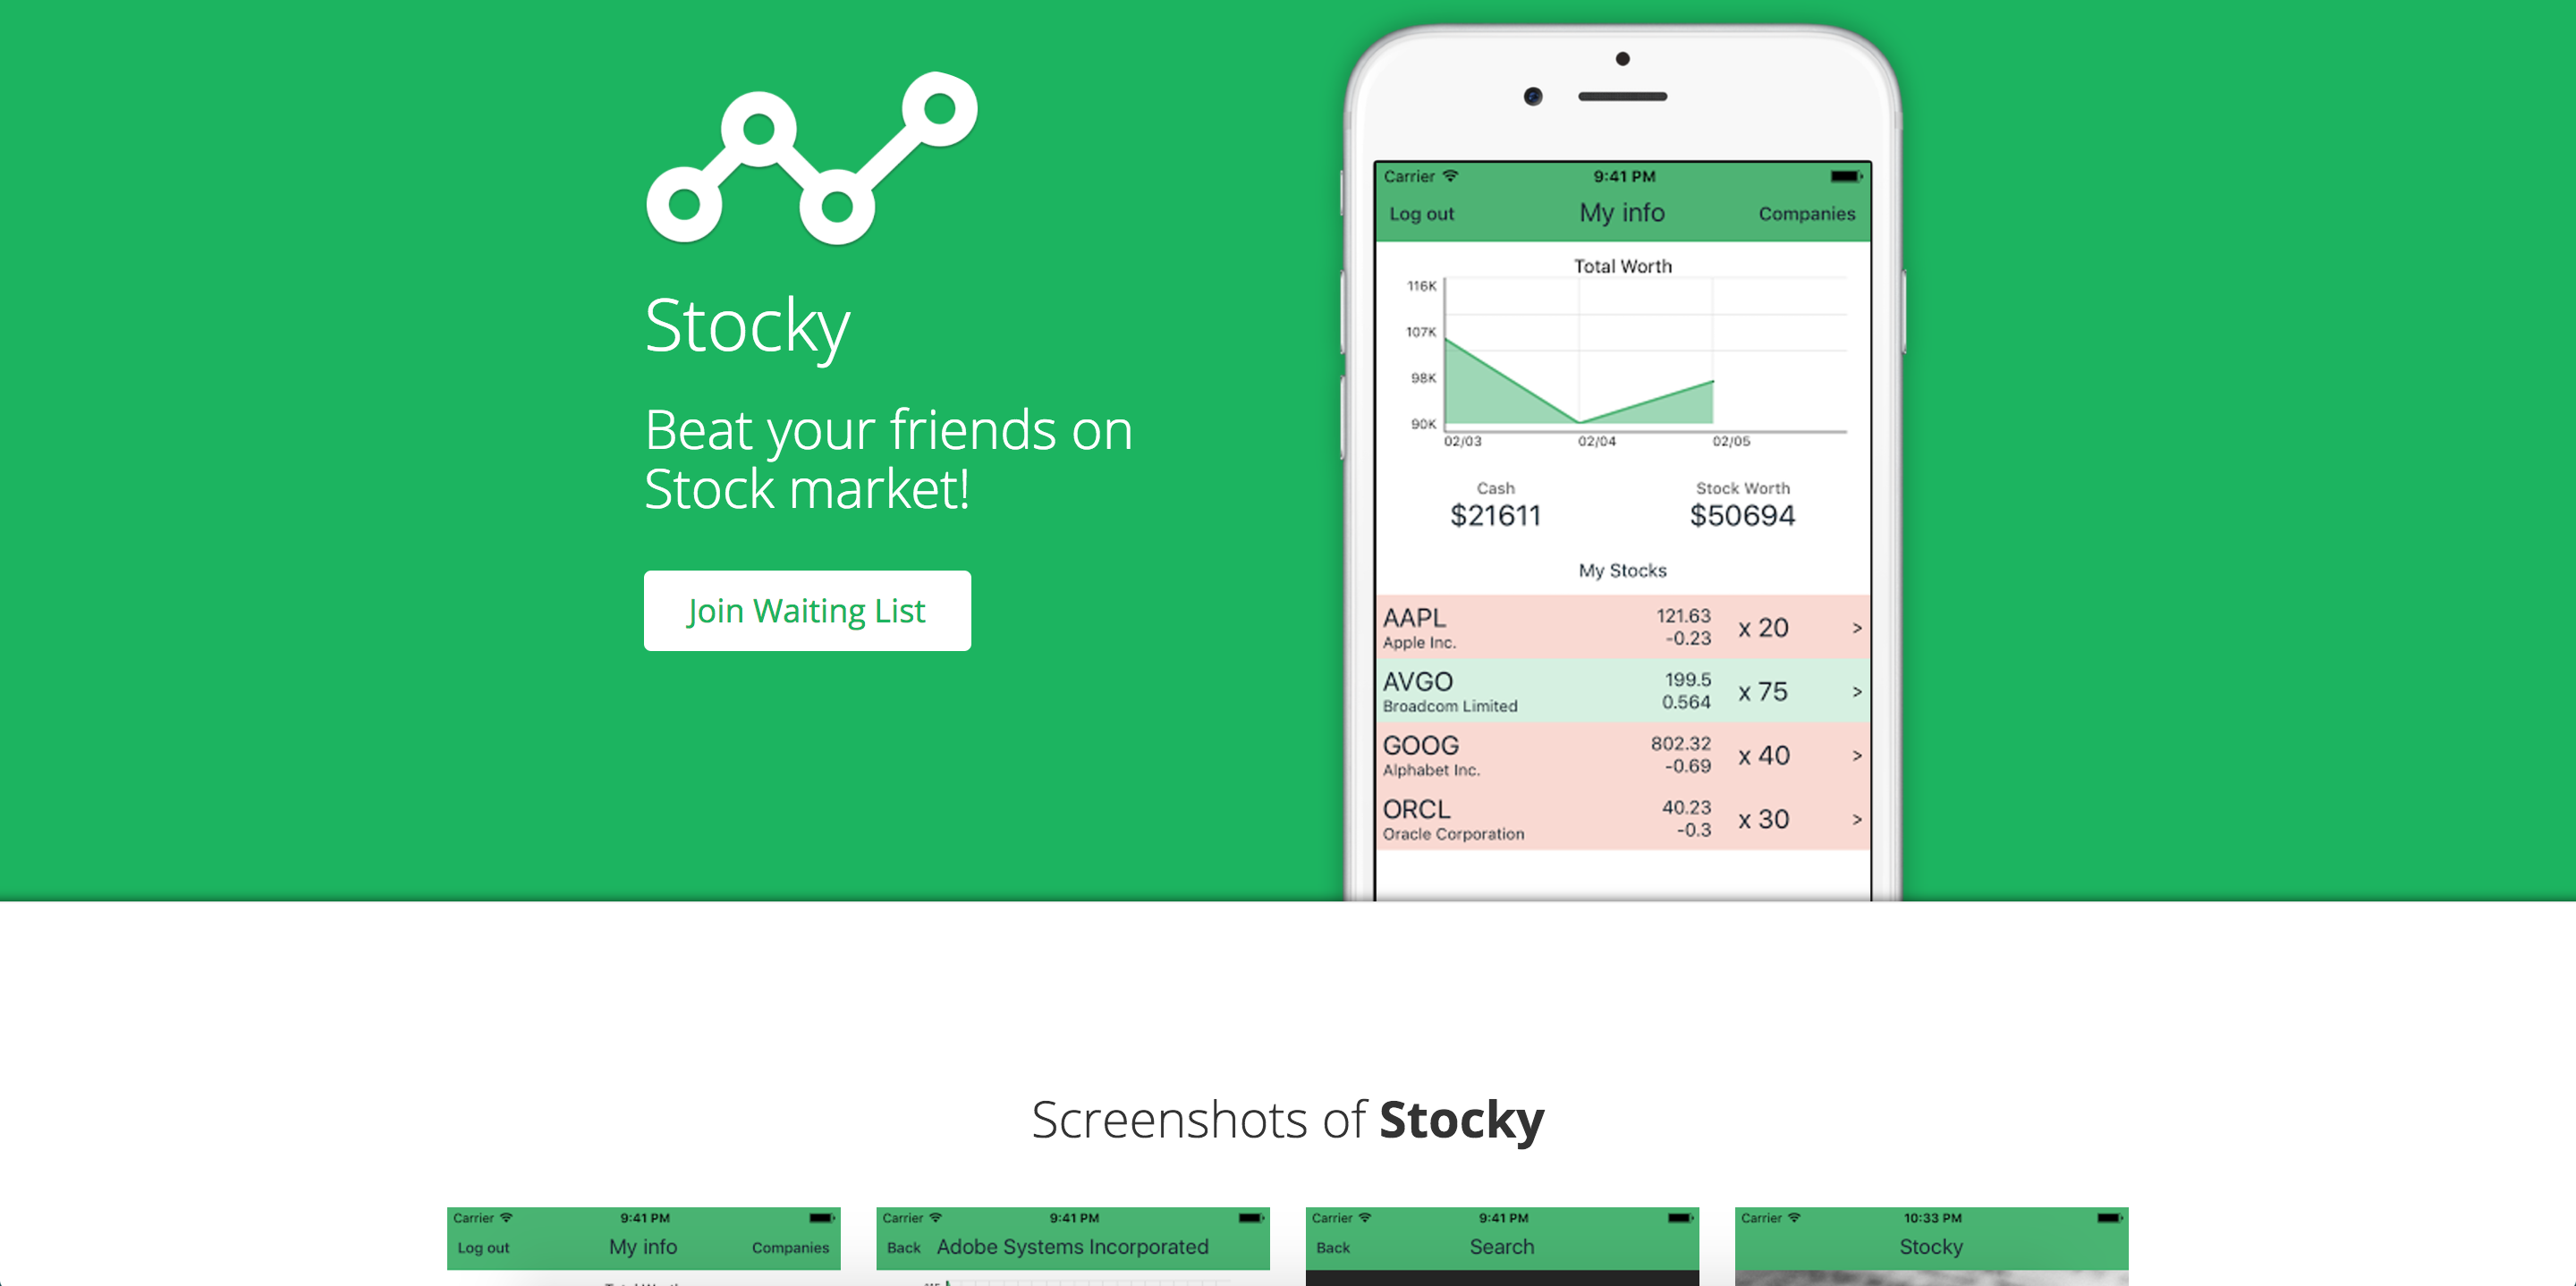 Stocky
Beat your friends on
Stock market!
Join Waiting List
Carrier 9:41 PM
Log out My info Companies
Total Worth
116K
107K
98K
90K
02/03 02/04 02/05
Cash Stock Worth
$21611 $50694
My Stocks
AAPL 121.63 x 20 >
Apple Inc. -0.23
AVGO 199.5 x 75 >
Broadcom Limited 0.564
GOOG 802.32 x 40 >
Alphabet Inc. -0.69
ORCL 40.23 x 30 >
Oracle Corporation -0.3
Screenshots of Stocky
Carrier 9:41 PM
Log out My info Companies
Carrier 9:41 PM
Back Adobe Systems Incorporated
Carrier 9:41 PM
Back Search
Carrier 10:33 PM
Stocky